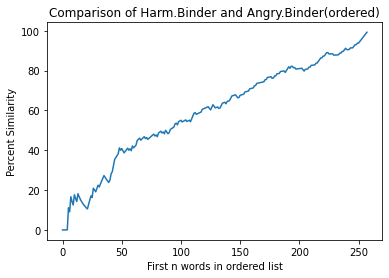 Comparison of Harm.Binder and Angry.Binder(ordered)
100
80
60
40
20
0
Percent Similarity
0 50 100 150 200 250
First n words in ordered list